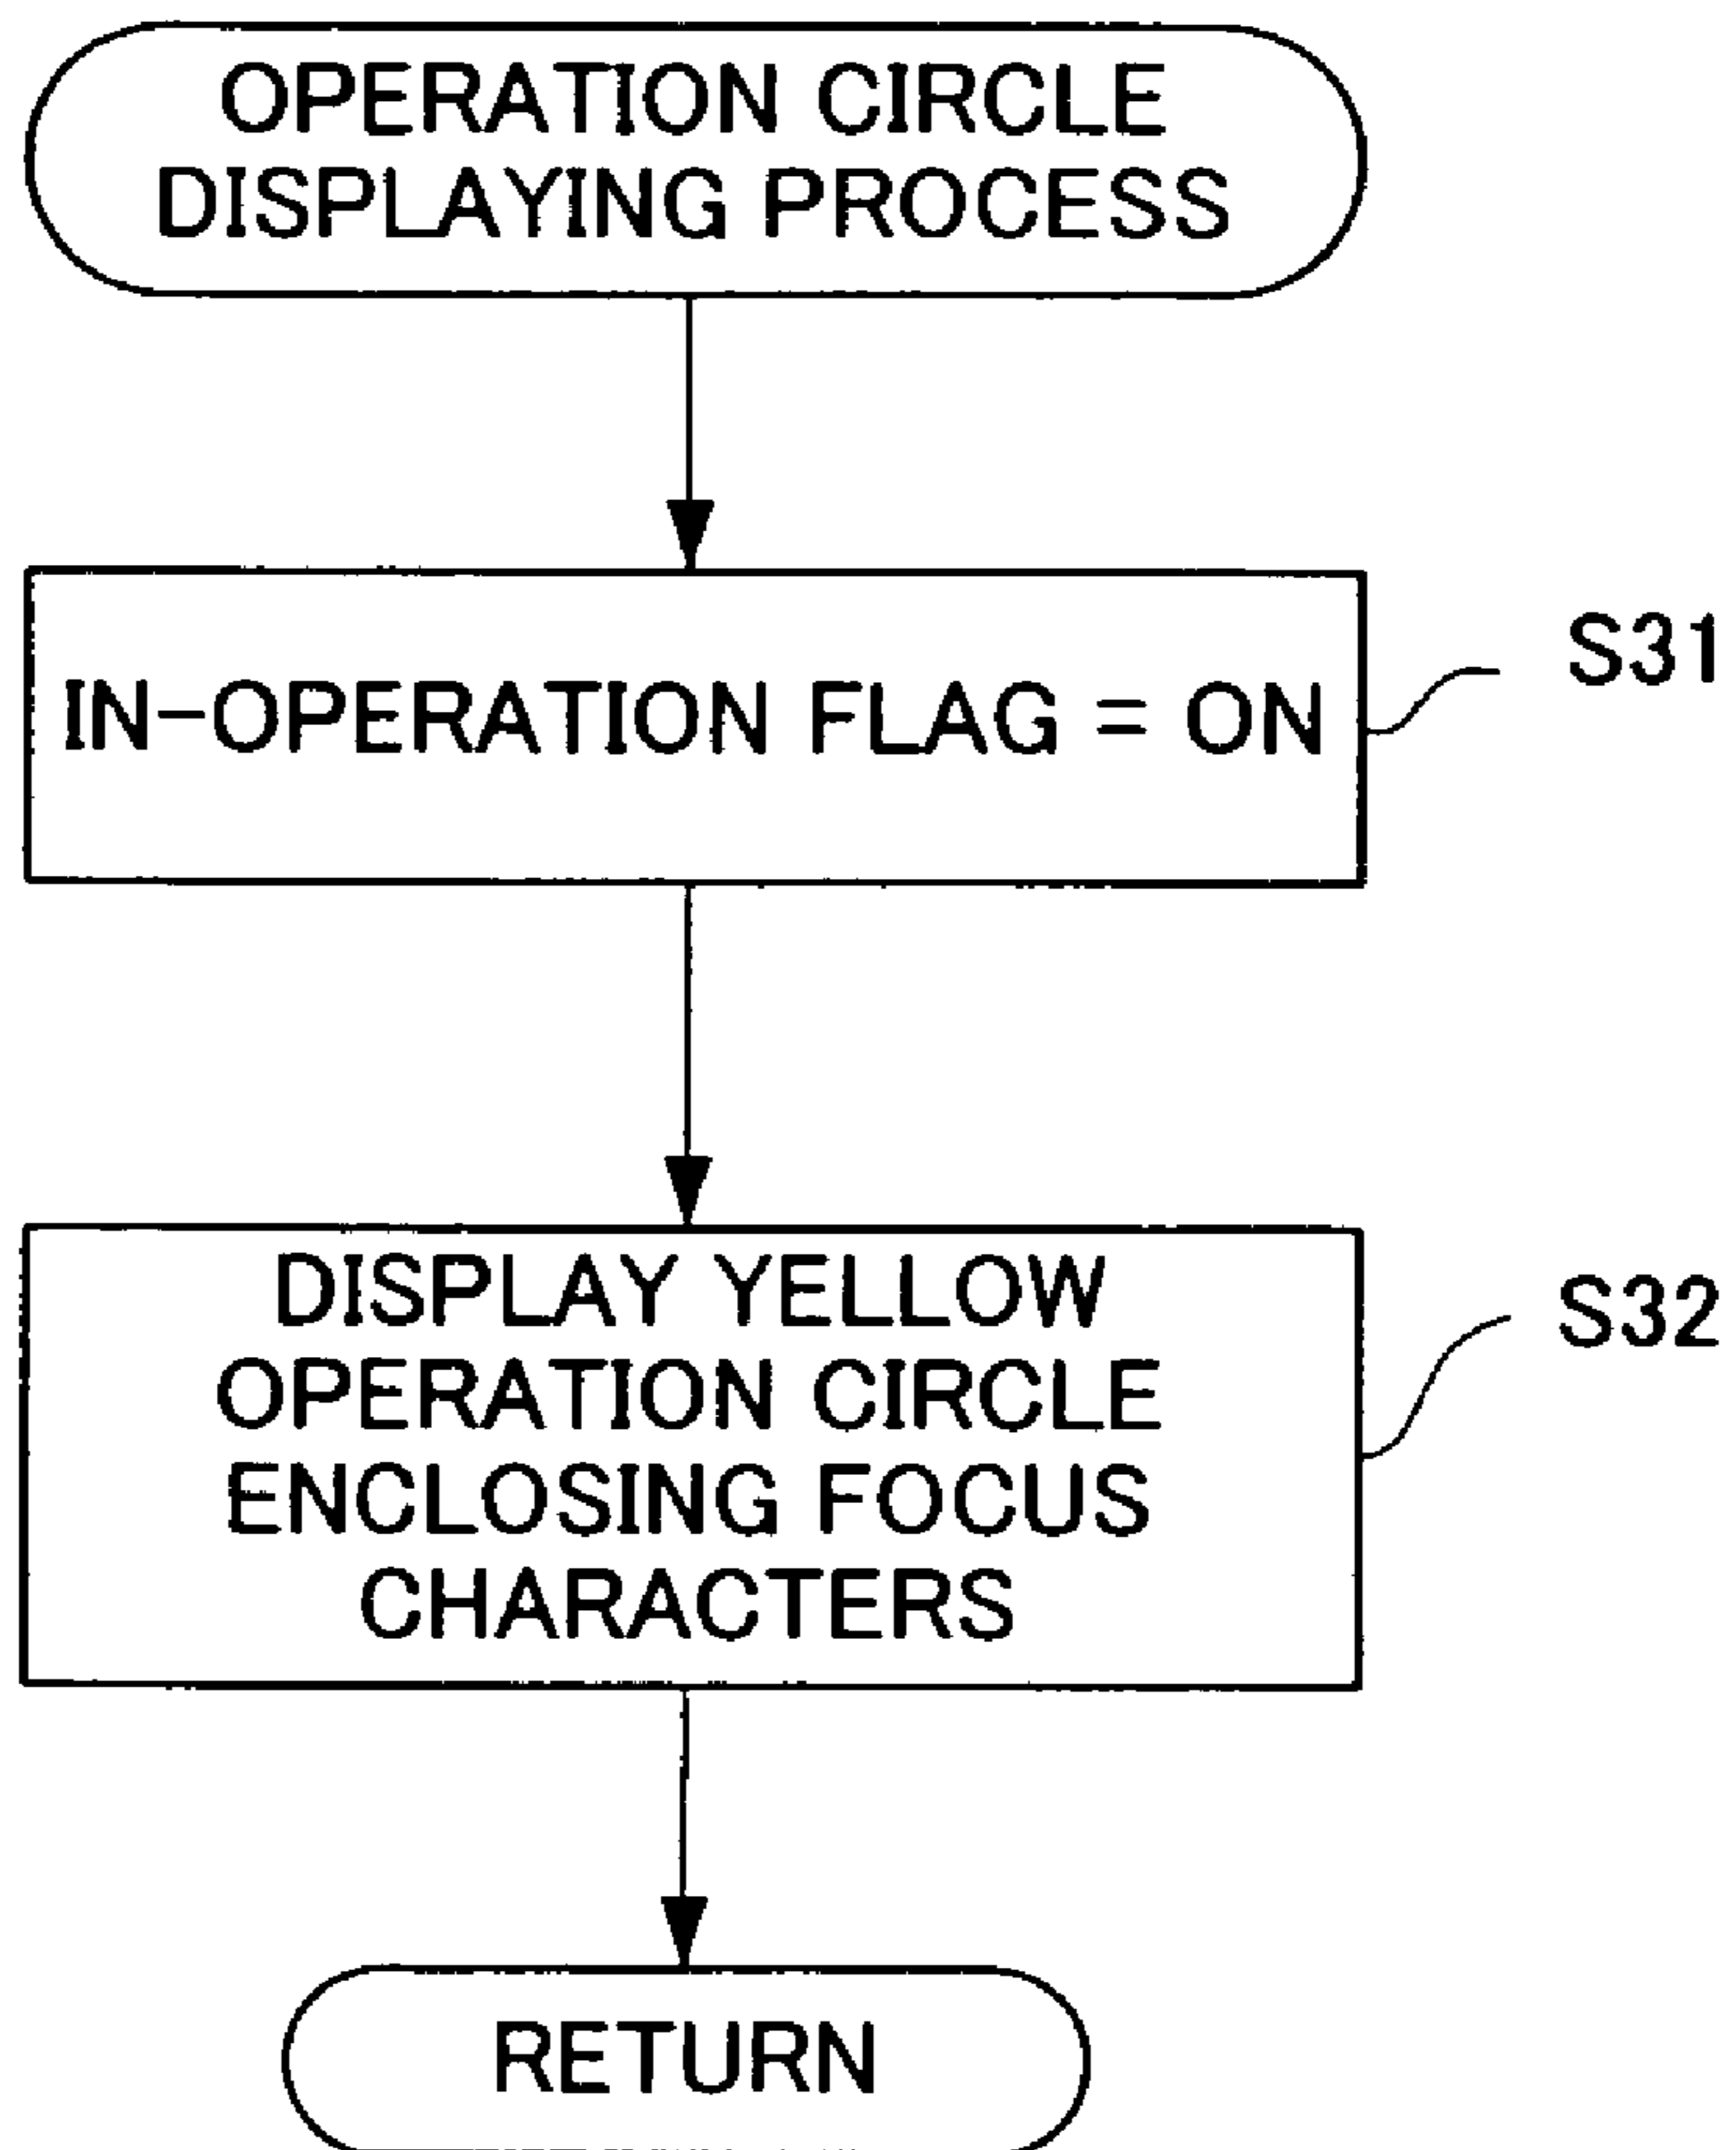 OPERATION CIRCLE
DISPLAYING PROCESS
IN-OPERATION FLAG = ON
S31
DISPLAY YELLOW
OPERATION CIRCLE
ENCLOSING FOCUS
CHARACTERS
S32
RETURN